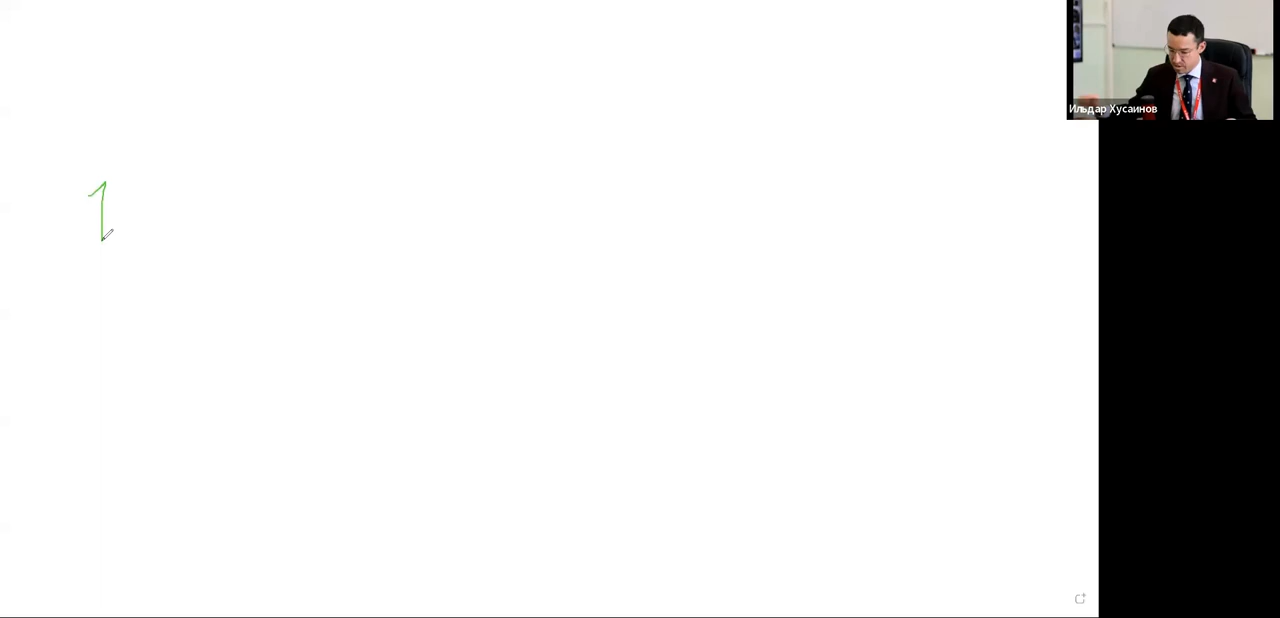 Ильдар Хусаинов
1